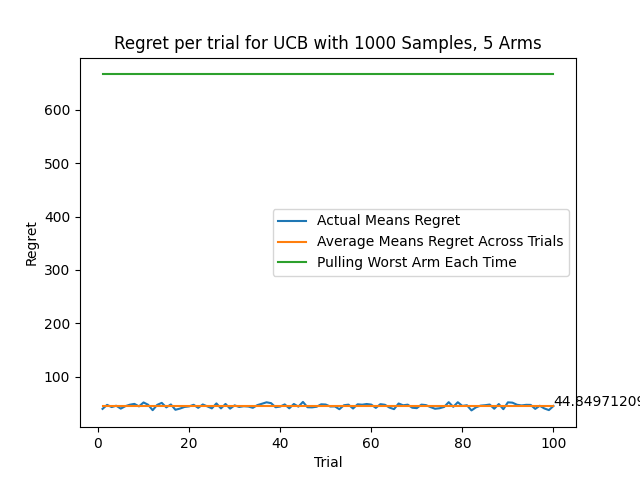 Regret per trial for UCB with 1000 Samples, 5 Arms
Regret
600
500
400
300
200
100
Actual Means Regret
Average Means Regret Across Trials
Pulling Worst Arm Each Time
44.84971209
0
20
40
60
80
100
Trial